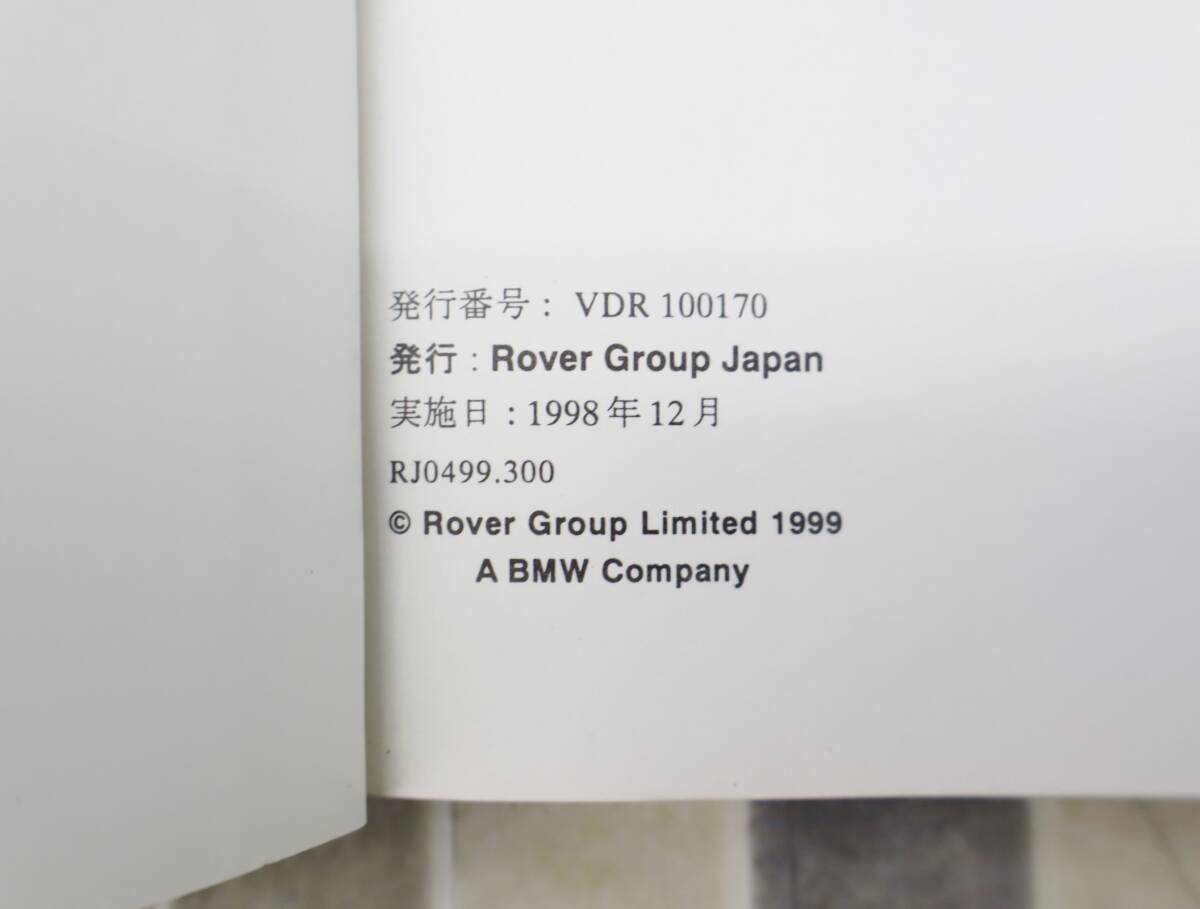 発行番号： VDR 100170
発行：Rover Group Japan
実施日：1998年12月
RJ0499.300
© Rover Group Limited 1999
A BMW Company